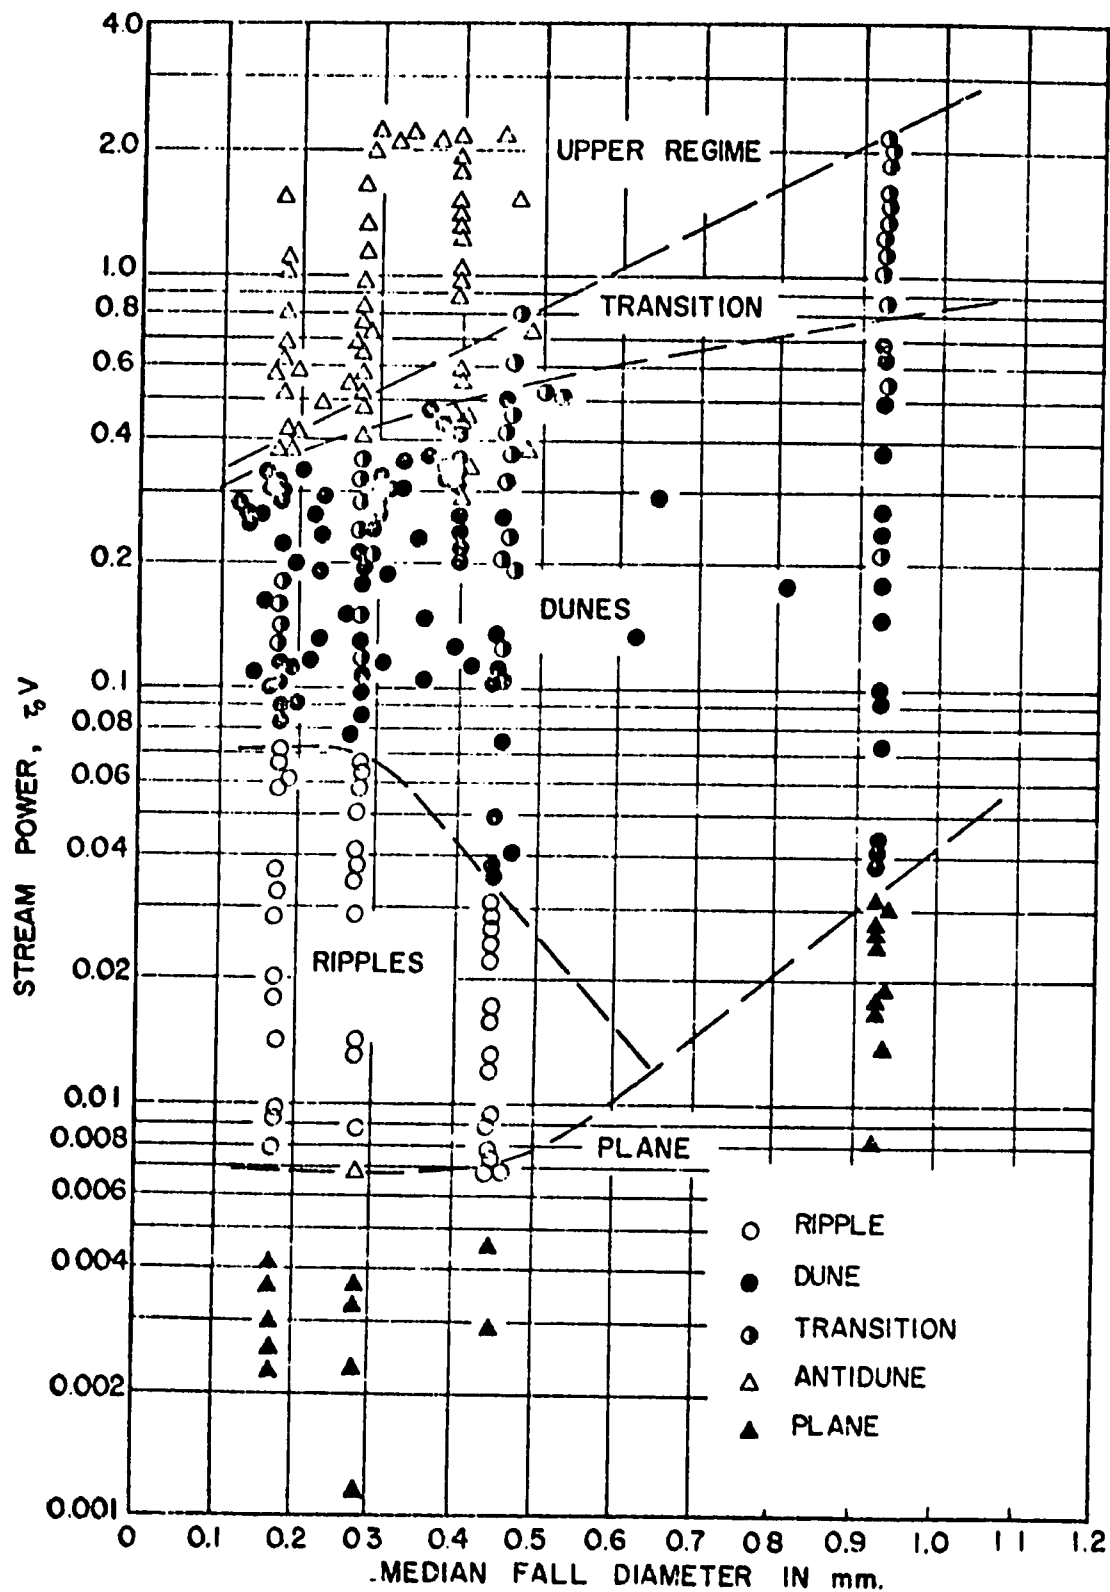 4.0
2.0
1.0
0.8
0.6
0.4
0.2
0.1
0.08
0.06
0.04
0.02
0.01
0.008
0.006
0.004
0.002
0.001
STREAM POWER, τ₀V
UPPER REGIME
TRANSITION
DUNES
RIPPLES
PLANE
RIPPLE
DUNE
TRANSITION
ANTIDUNE
PLANE
0 0.1 0.2 0.3 0.4 0.5 0.6 0.7 0.8 0.9 1.0 1 1 1.2
MEDIAN FALL DIAMETER IN mm.